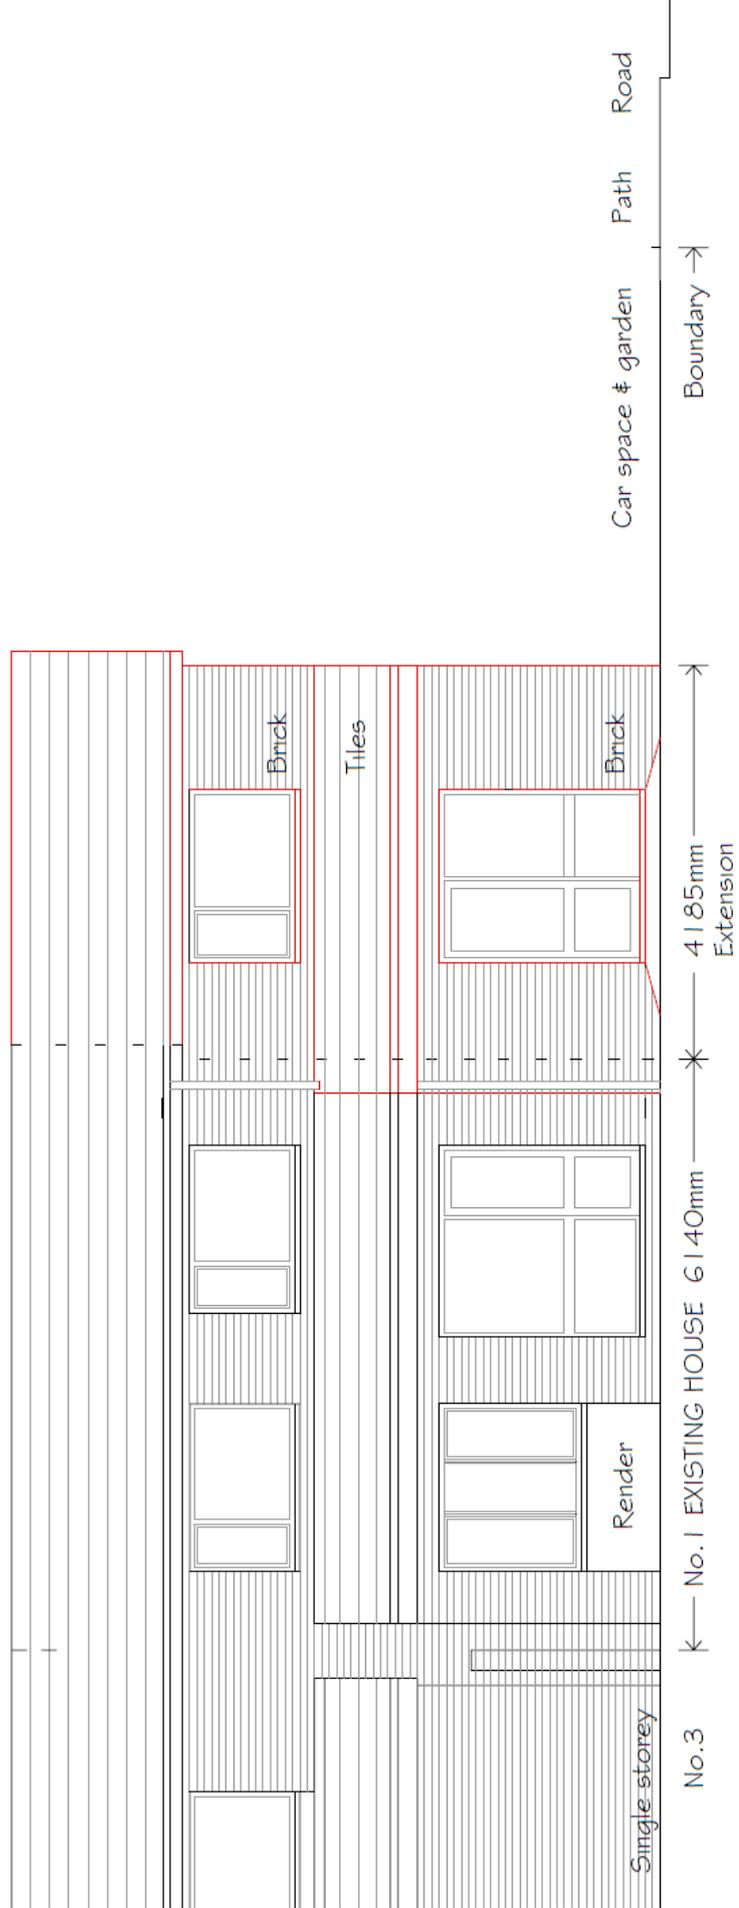 Road
Path
Car space & garden
Boundary
Brick
Tiles
Brick
4185mm
Extension
No.1 EXISTING HOUSE 6140mm
Render
Single storey
No.3